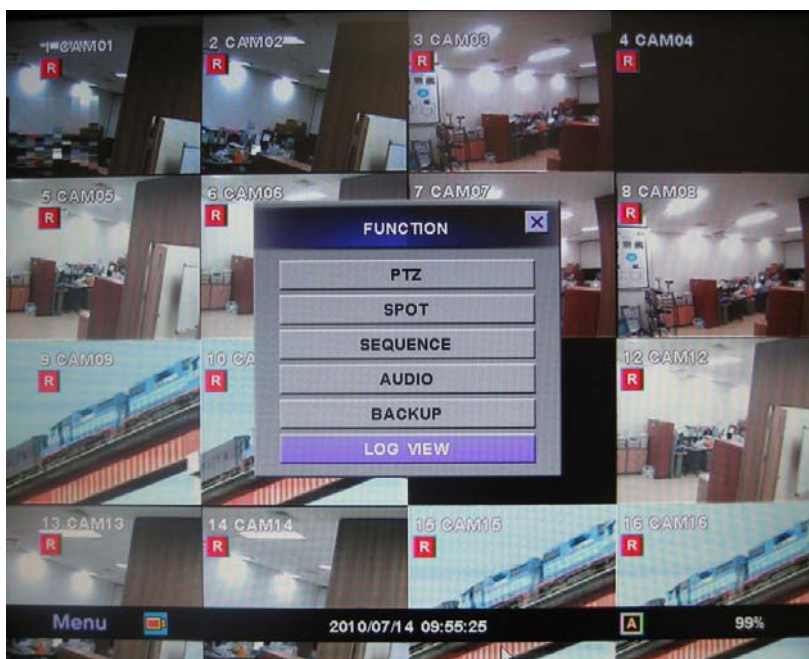 1 CAM01
R
2 CAM02
R
3 CAM03
R
4 CAM04
R
5 CAM05
R
6 CAM06
R
7 CAM07
8 CAM08
R
FUNCTION
PTZ
SPOT
SEQUENCE
AUDIO
BACKUP
LOG VIEW
9 CAM09
R
10 CA
R
12 CAM12
R
13 CAM13
R
14 CAM14
R
15 CAM15
R
16 CAM16
R
Menu
2010/07/14 09:55:25
A
99%